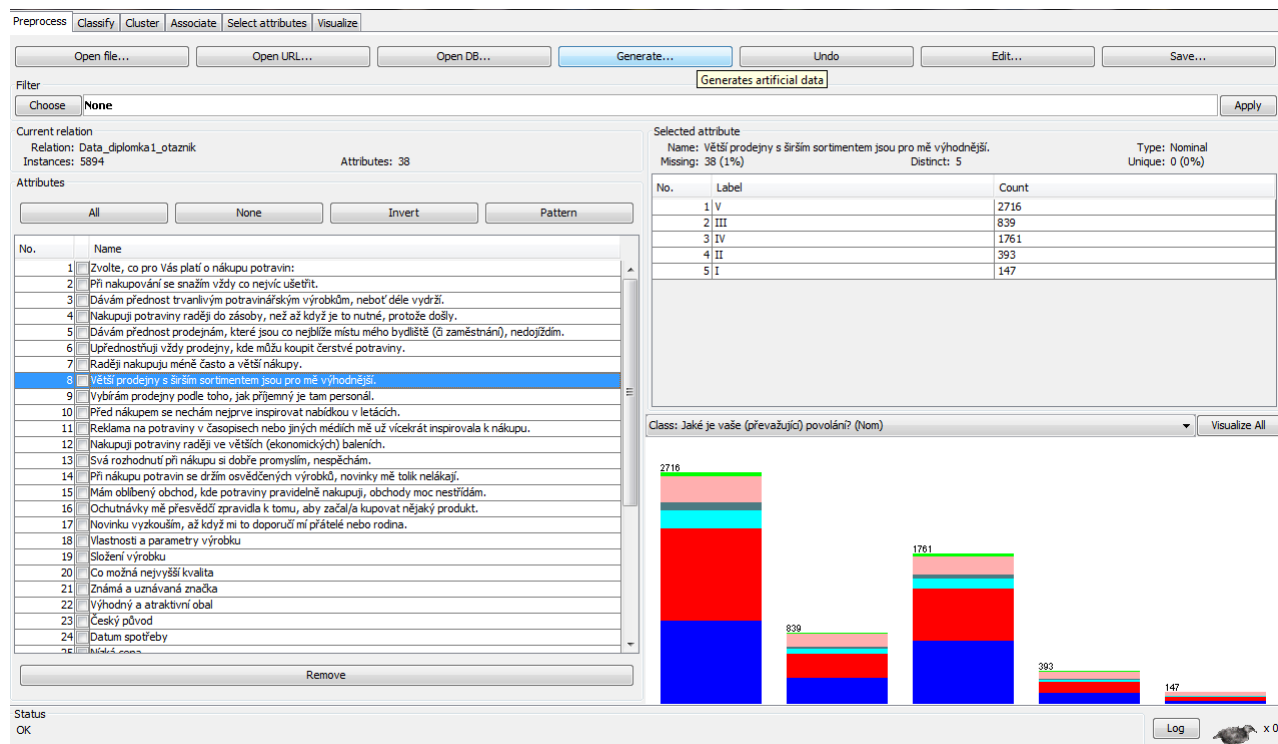 Preprocess Classify Cluster Associate Select attributes Visualize
Open file... Open URL... Open DB... Generate... Undo Edit... Save...
Generates artificial data
Filter
Choose None Apply
Current relation
Relation: Data_diplomka1_otaznik
Instances: 5894 Attributes: 38
Attributes
All None Invert Pattern
No. Name
1 Zvolte, co pro Vás platí o nákupu potravin:
2 Při nakupování se snažím vždy co nejvíc ušetřit.
3 Dávám přednost trvanlivým potravinářským výrobkům, neboť déle vydrží.
4 Nakupuji potraviny raději do zásoby, než až když je to nutné, protože došly.
5 Dávám přednost prodejnám, které jsou co nejblíže místu mého bydliště (či zaměstnání), nedojíždím.
6 Upřednostňuji vždy prodejny, kde můžu koupit čerstvé potraviny.
7 Raději nakupuju méně často a větší nákupy.
8 Větší prodejny s širším sortimentem jsou pro mě výhodnější.
9 Vybírám prodejny podle toho, jak příjemný je tam personál.
10 Před nákupem se nechám nejprve inspirovat nabídkou v letácích.
11 Reklama na potraviny v časopisech nebo jiných médiích mě už vícekrát inspirovala k nákupu.
12 Nakupuji potraviny raději ve větších (ekonomických) baleních.
13 Svá rozhodnutí při nákupu si dobře promyslím, nespěchám.
14 Při nákupu potravin se držím osvědčených výrobků, novinky mě tolik nelákají.
15 Mám oblíbený obchod, kde potraviny pravidelně nakupuji, obchody moc nestřídám.
16 Ochutnávky mě přesvědčí zpravidla k tomu, aby začal/a kupovat nějaký produkt.
17 Novinku vyzkouším, až když mi to doporučí mí přátelé nebo rodina.
18 Vlastnosti a parametry výrobku
19 Složení výrobku
20 Co možná nejvyšší kvalita
21 Známá a uznávaná značka
22 Výhodný a atraktivní obal
23 Český původ
24 Datum spotřeby
25 Nízká cena
Remove
Selected attribute
Name: Větší prodejny s širším sortimentem jsou pro mě výhodnější. Type: Nominal
Missing: 38 (1%) Distinct: 5 Unique: 0 (0%)
No. Label Count
1 V 2716
2 III 839
3 IV 1761
4 II 393
5 I 147
Class: Jaké je vaše (převažující) povolání? (Nom) Visualize All
2716
839
1761
393
147
Status
OK
Log x 0